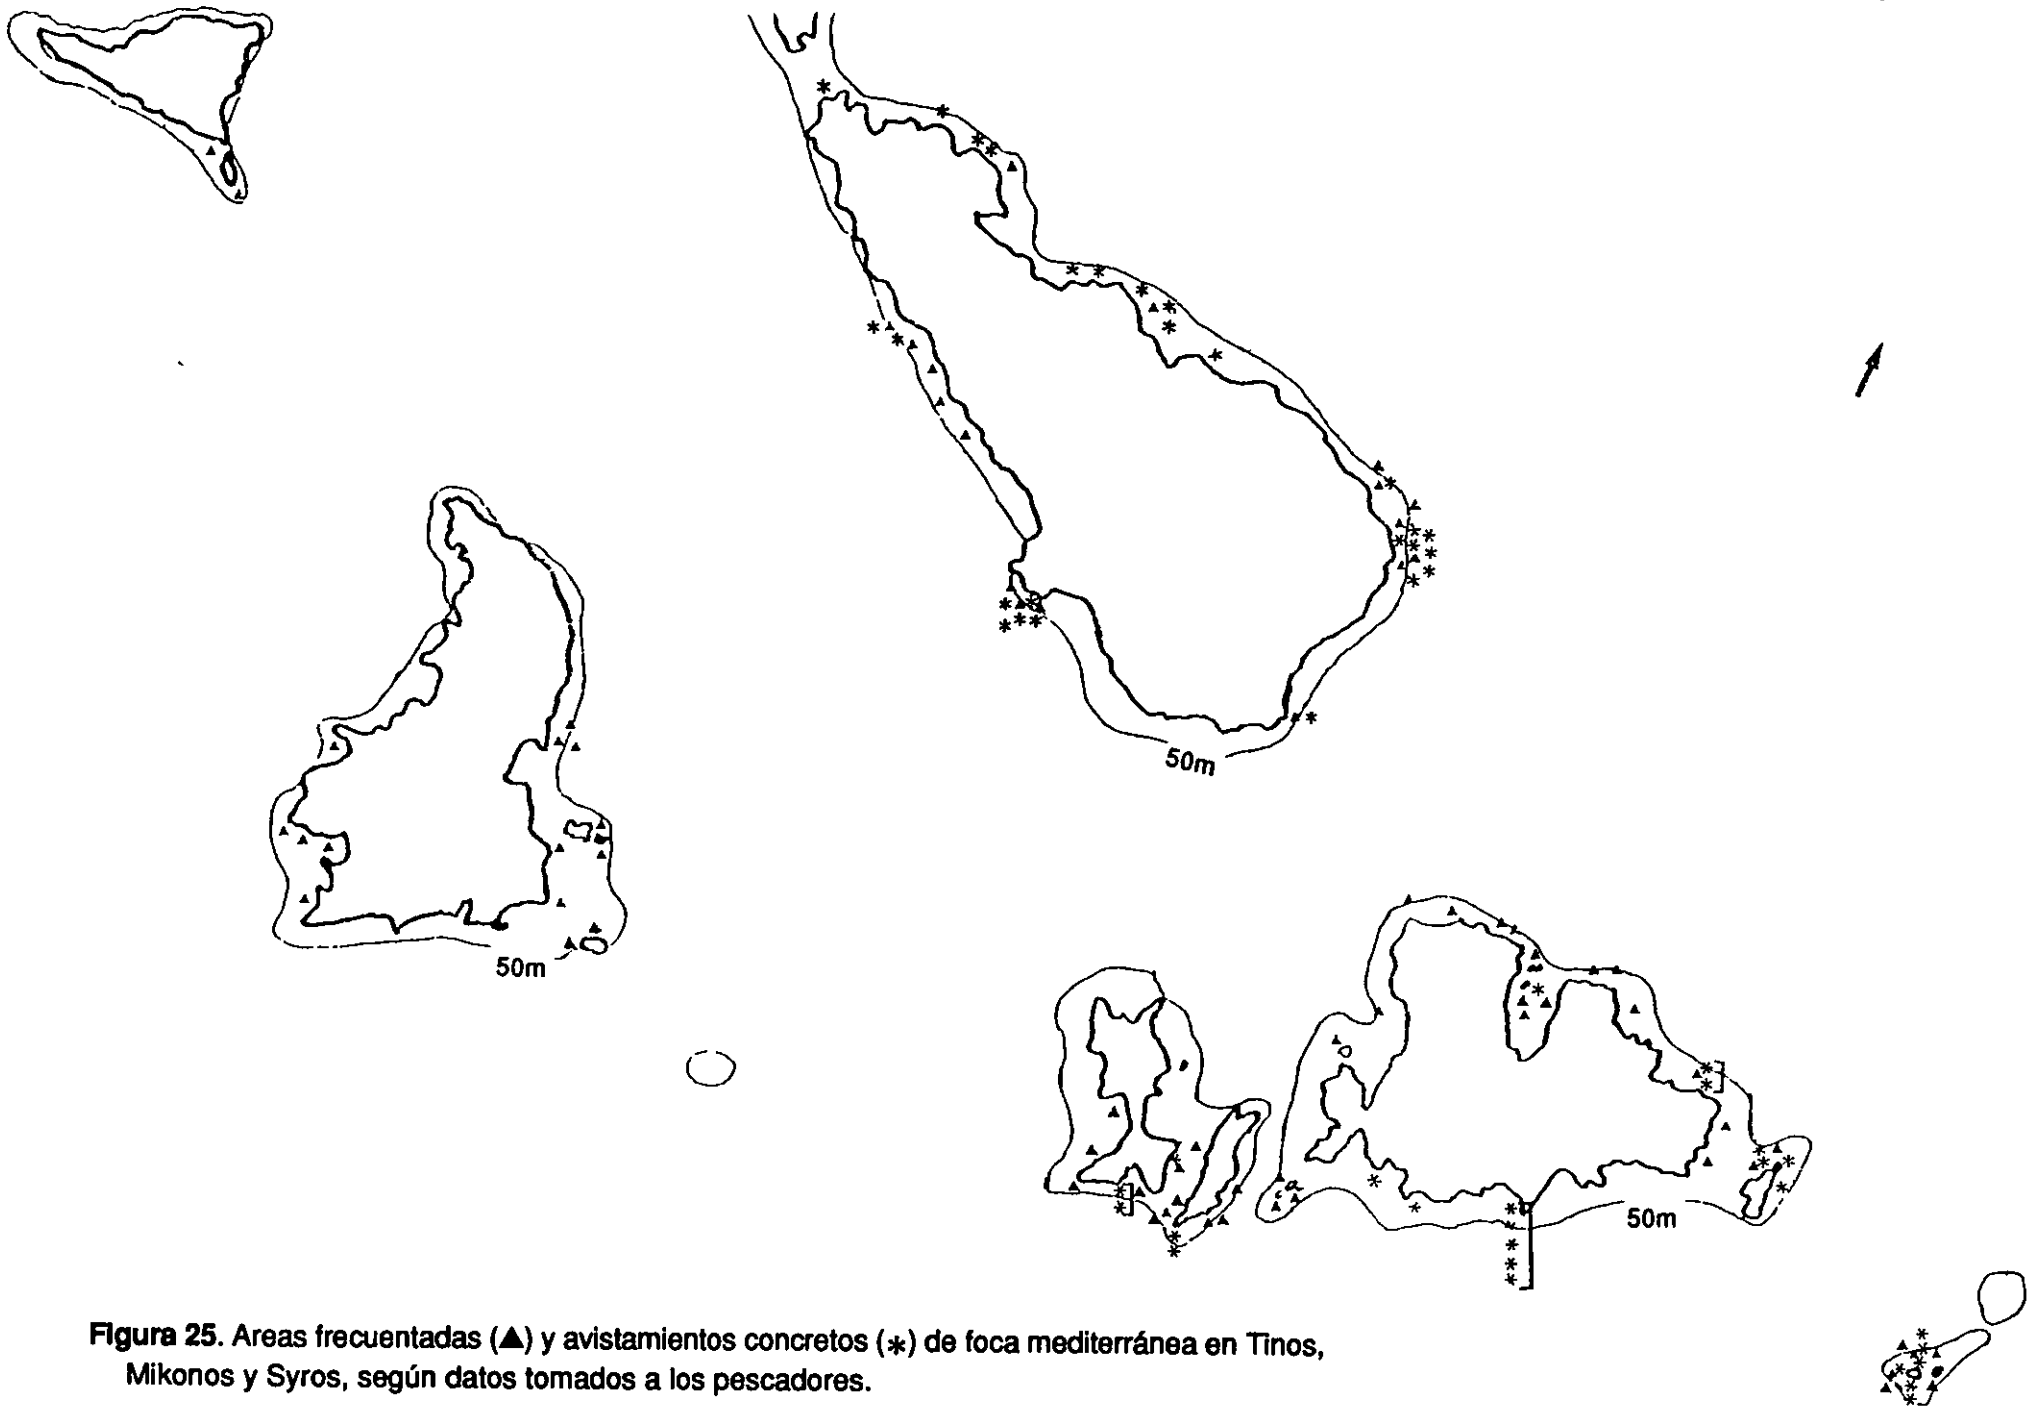 50m
50m
50m
Figura 25. Areas frecuentadas (▲) y avistamientos concretos (*) de foca mediterránea en Tinos,
Mikonos y Syros, según datos tomados a los pescadores.